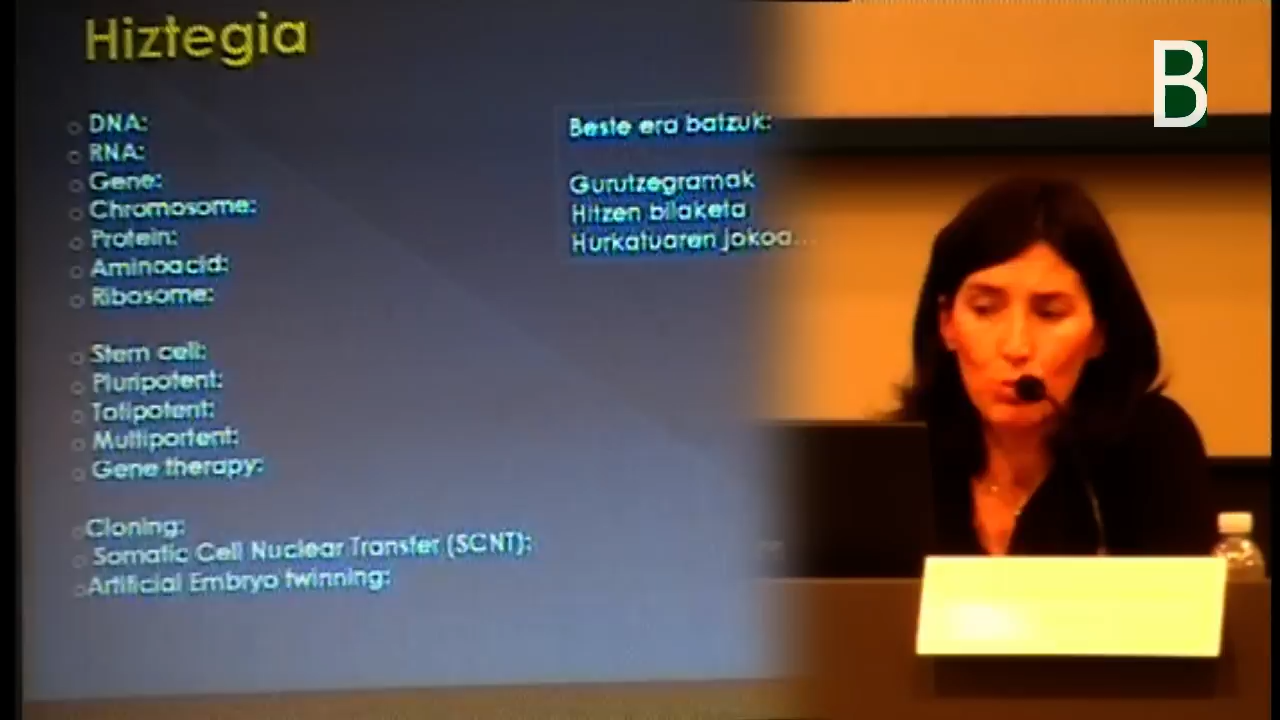 Hiztegia
DNA:
RNA:
Gene:
Chromosome:
Protein:
Aminoacid:
Ribosome:
Stem cell:
Pluripotent:
Totipotent:
Multiportent:
Gene therapy:
Cloning:
Somatic Cell Nuclear Transfer (SCNT):
Artificial Embryo twinning:
Beste era batzuk:
Gurutzegramak
Hitzen bilaketa
Hurkatuaren jokoa...
B